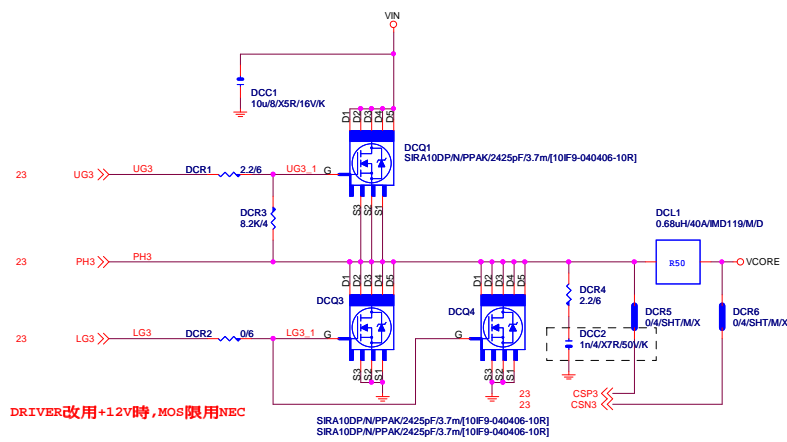 VIN
DCC1
10u/8/X5R/16V/K
D1 D2 D3 D4 D5
DCQ1
SIRA10DP/N/PPAK/2425pF/3.7m/[10IF9-040406-10R]
23 UG3 UG3 DCR1 2.2/6 UG3_1 G
S3 S2 S1
DCR3
8.2K/4
DCL1
0.68uH/40A/IMD119/M/D
23 PH3 PH3 R50 VCORE
D1 D2 D3 D4 D5 D1 D2 D3 D4 D5
DCR4
2.2/6
DCQ3 DCQ4
DCR5
0/4/SHT/M/X
DCR6
0/4/SHT/M/X
23 LG3 LG3 DCR2 0/6 LG3_1 G G
DCC2
1n/4/X7R/50V/K
S3 S2 S1 S3 S2 S1
23 CSP3
23 CSN3
DRIVER改用+12V時,MOS限用NEC
SIRA10DP/N/PPAK/2425pF/3.7m/[10IF9-040406-10R]
SIRA10DP/N/PPAK/2425pF/3.7m/[10IF9-040406-10R]